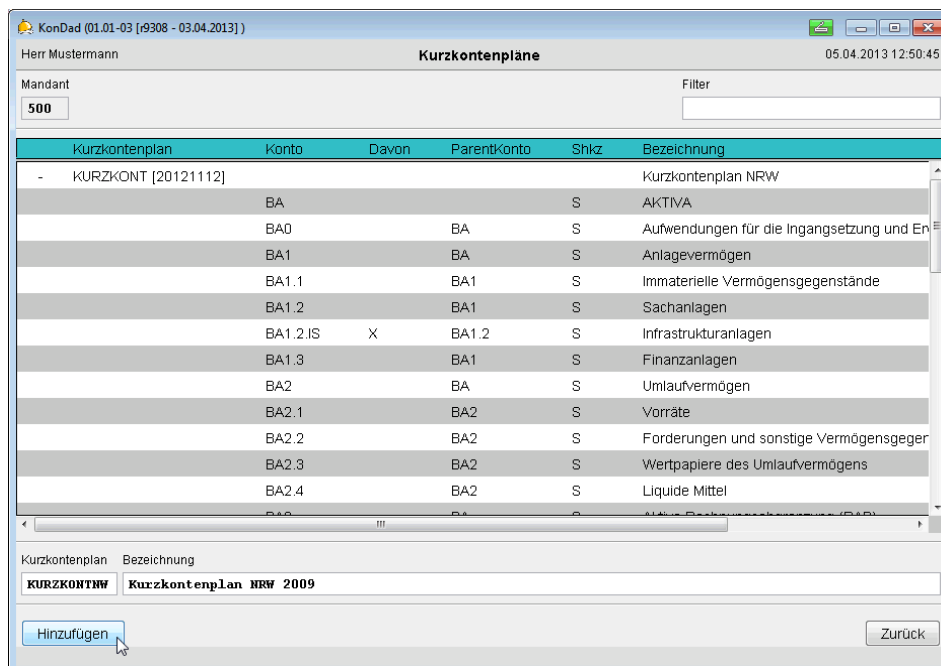 KonDad (01.01-03 [r9308 - 03.04.2013] )
Herr Mustermann Kurzkontenpläne 05.04.2013 12:50:45
Mandant Filter
500
Kurzkontenplan Konto Davon ParentKonto Shkz Bezeichnung
- KURZKONT [20121112] Kurzkontenplan NRW
BA S AKTIVA
BA0 BA S Aufwendungen für die Ingangsetzung und
BA1 BA S Anlagevermögen
BA1.1 BA1 S Immaterielle Vermögensgegenstände
BA1.2 BA1 S Sachanlagen
BA1.2.IS X BA1.2 S Infrastrukturanlagen
BA1.3 BA1 S Finanzanlagen
BA2 BA S Umlaufvermögen
BA2.1 BA2 S Vorräte
BA2.2 BA2 S Forderungen und sonstige Vermögensgegen
BA2.3 BA2 S Wertpapiere des Umlaufvermögens
BA2.4 BA2 S Liquide Mittel
Kurzkontenplan Bezeichnung
KURZKONTNW Kurzkontenplan NRW 2009
Hinzufügen Zurück